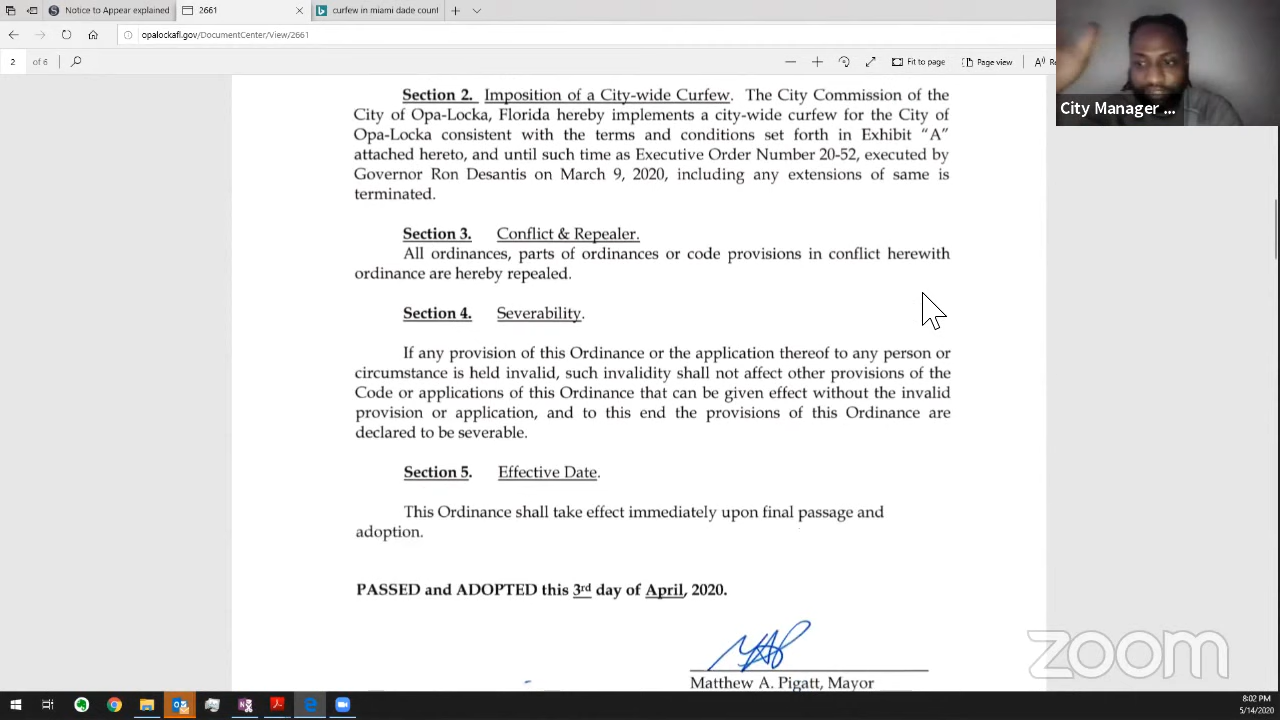 Notice to Appear explained
2661
curfew in miami dade count
opalockafl.gov/DocumentCenter/View/2661
2 of 6
Fit to page
Page view
City Manager ...
Section 2. Imposition of a City-wide Curfew. The City Commission of the
City of Opa-Locka, Florida hereby implements a city-wide curfew for the City of
Opa-Locka consistent with the terms and conditions set forth in Exhibit “A”
attached hereto, and until such time as Executive Order Number 20-52, executed by
Governor Ron Desantis on March 9, 2020, including any extensions of same is
terminated.
Section 3. Conflict & Repealer.
All ordinances, parts of ordinances or code provisions in conflict herewith
ordinance are hereby repealed.
Section 4. Severability.
If any provision of this Ordinance or the application thereof to any person or
circumstance is held invalid, such invalidity shall not affect other provisions of the
Code or applications of this Ordinance that can be given effect without the invalid
provision or application, and to this end the provisions of this Ordinance are
declared to be severable.
Section 5. Effective Date.
This Ordinance shall take effect immediately upon final passage and
adoption.
PASSED and ADOPTED this 3rd day of April, 2020.
Matthew A. Pigatt, Mayor
zoom
8:02 PM
5/14/2020